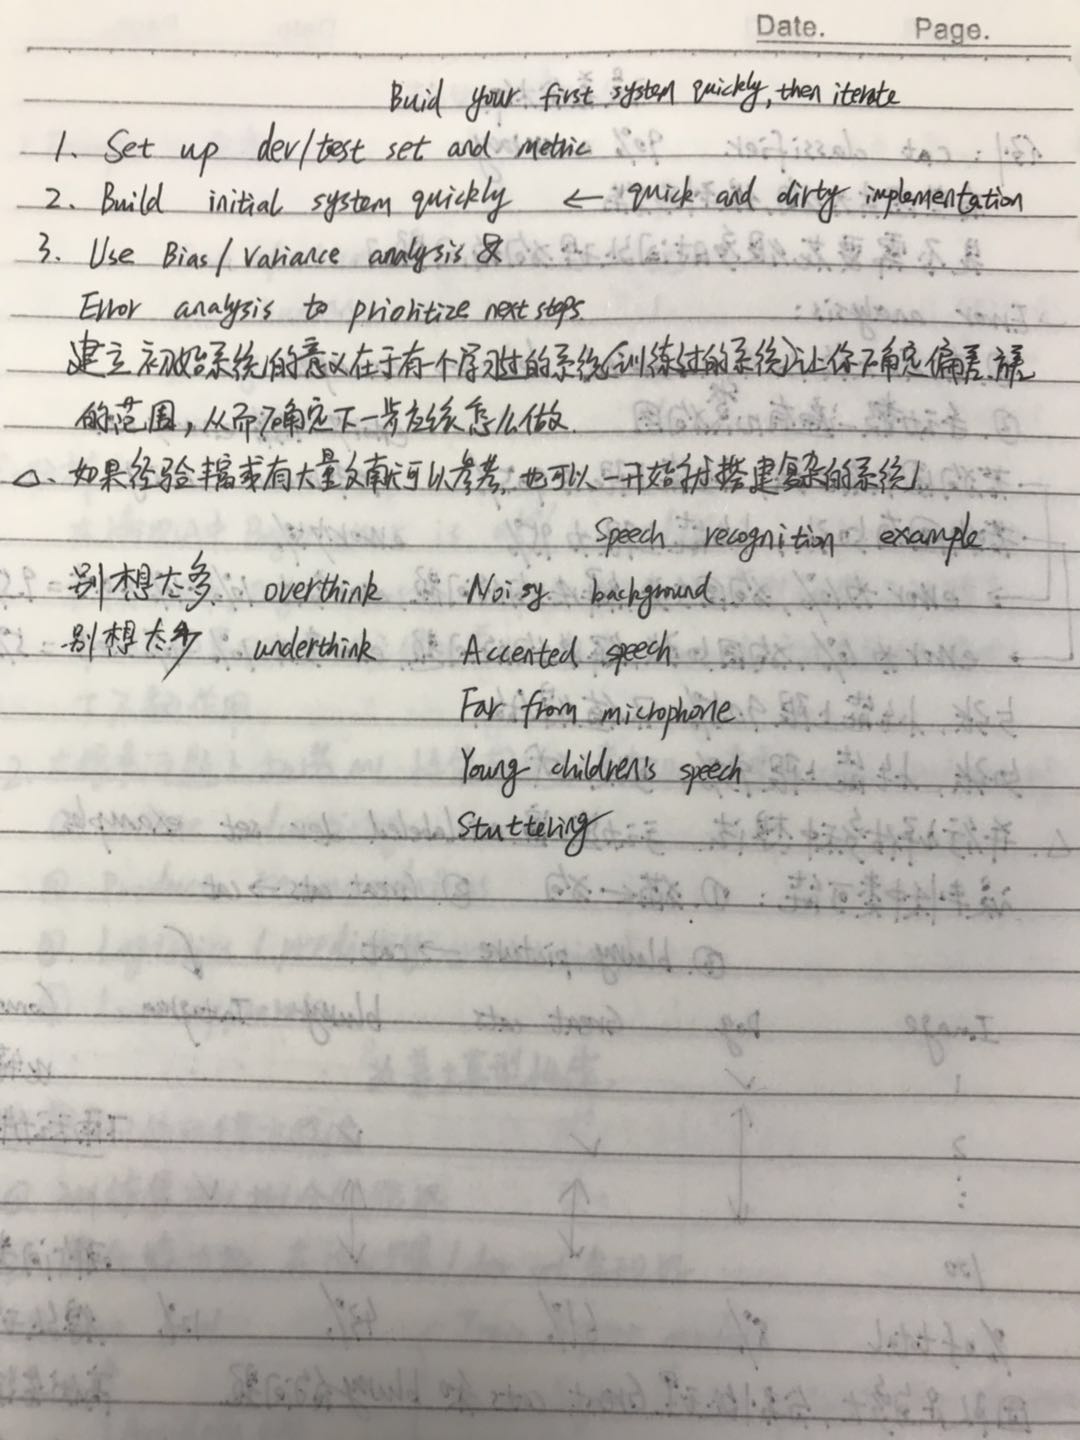 Date. Page.
Buid your first system quickly, then iterate
1. Set up dev/test set and metric
2. Build initial system quickly ← quick and dirty implementation
3. Use Bias/Variance analysis &
Error analysis to prioritize next steps.
建立初始系统的意义在于有一个学习过的系统(训练过的系统)让你确定偏差方差
的范围,从而确定下一步应该怎么做.
△. 如果经验丰富或有大量文献可以参考,也可以一开始就搭建复杂的系统
Speech recognition example
别想太多 overthink Noisy background
别想太少 underthink Accented speech
Far from microphone.
Young children's speech
Stuttering